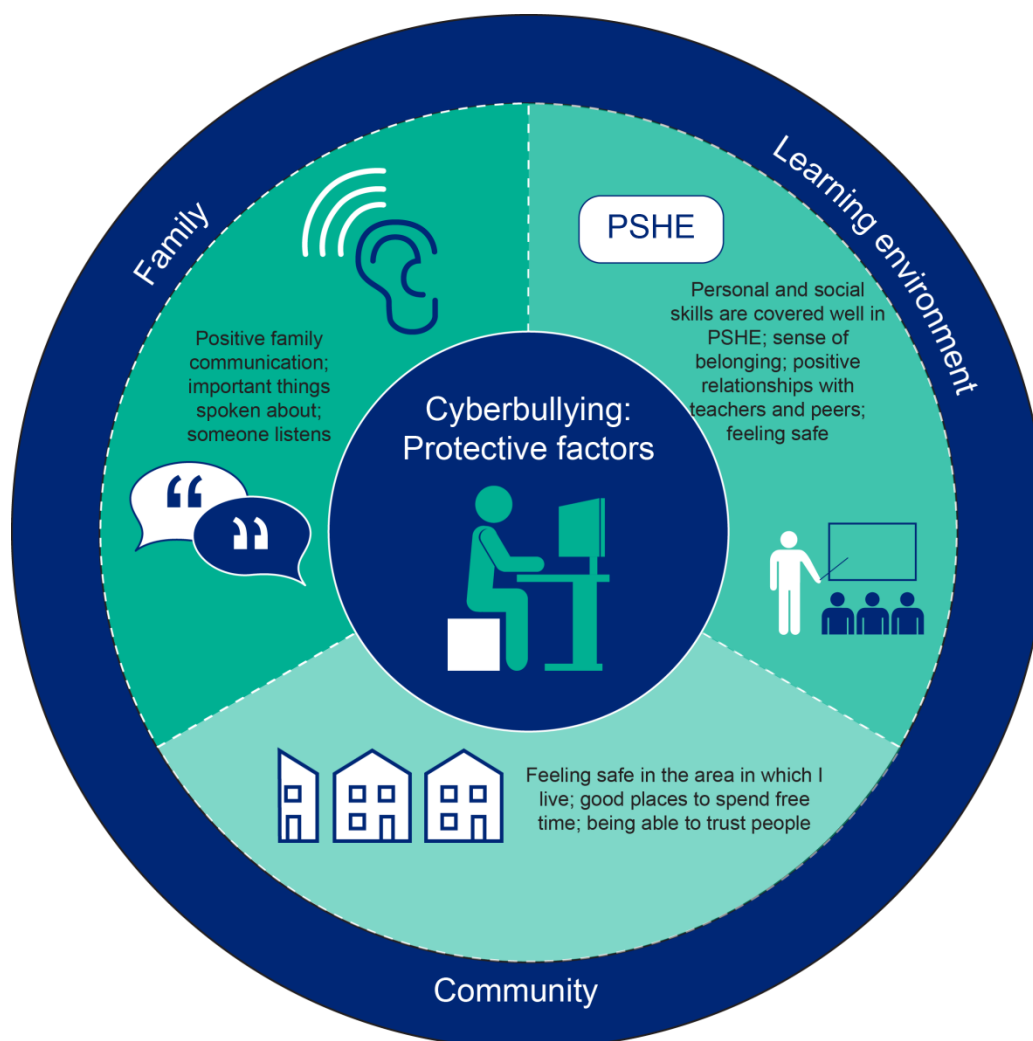 Family
Positive family
communication;
important things
spoken about;
someone listens
Learning environment
PSHE
Personal and social
skills are covered well in
PSHE; sense of
belonging; positive
relationships with
teachers and peers;
feeling safe
Cyberbullying:
Protective factors
Feeling safe in the area in which I
live; good places to spend free
time; being able to trust people
Community